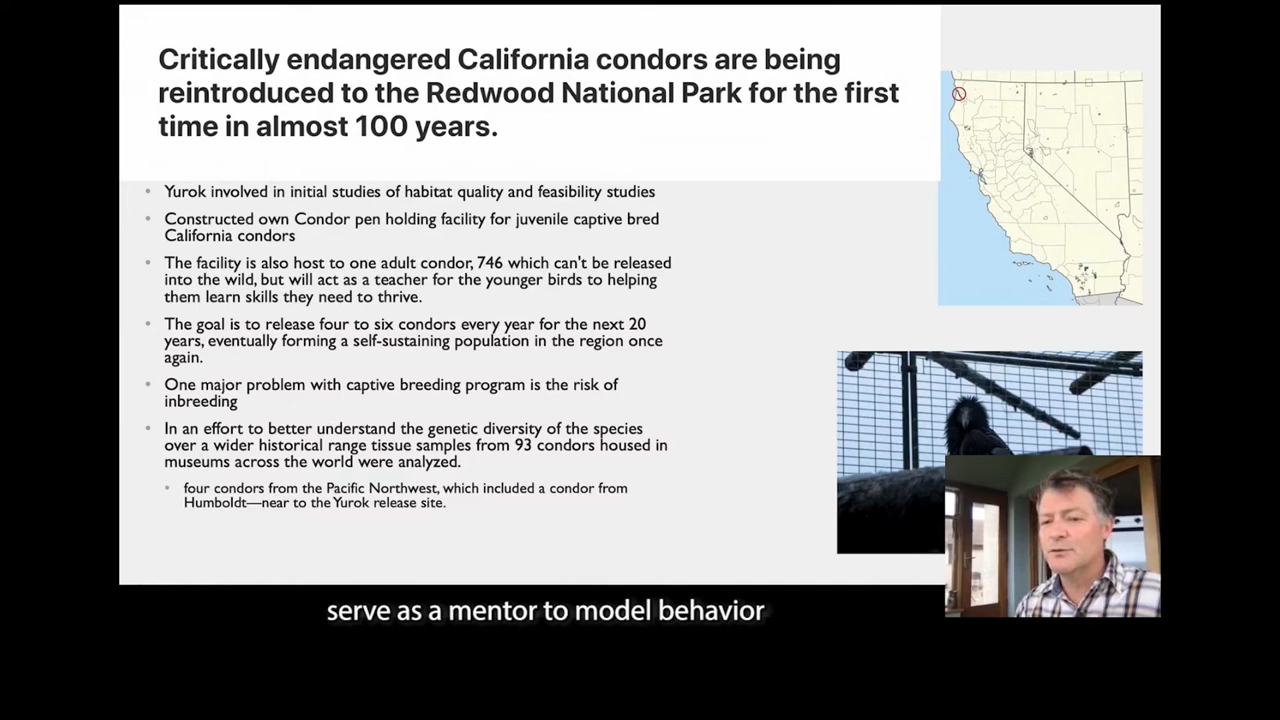 Critically endangered California condors are being
reintroduced to the Redwood National Park for the first
time in almost 100 years.
• Yurok involved in initial studies of habitat quality and feasibility studies
• Constructed own Condor pen holding facility for juvenile captive bred
California condors
• The facility is also host to one adult condor, 746 which can't be released
into the wild, but will act as a teacher for the younger birds to helping
them learn skills they need to thrive.
• The goal is to release four to six condors every year for the next 20
years, eventually forming a self-sustaining population in the region once
again.
• One major problem with captive breeding program is the risk of
inbreeding
• In an effort to better understand the genetic diversity of the species
over a wider historical range tissue samples from 93 condors housed in
museums across the world were analyzed.
• four condors from the Pacific Northwest, which included a condor from
Humboldt—near to the Yurok release site.
serve as a mentor to model behavior